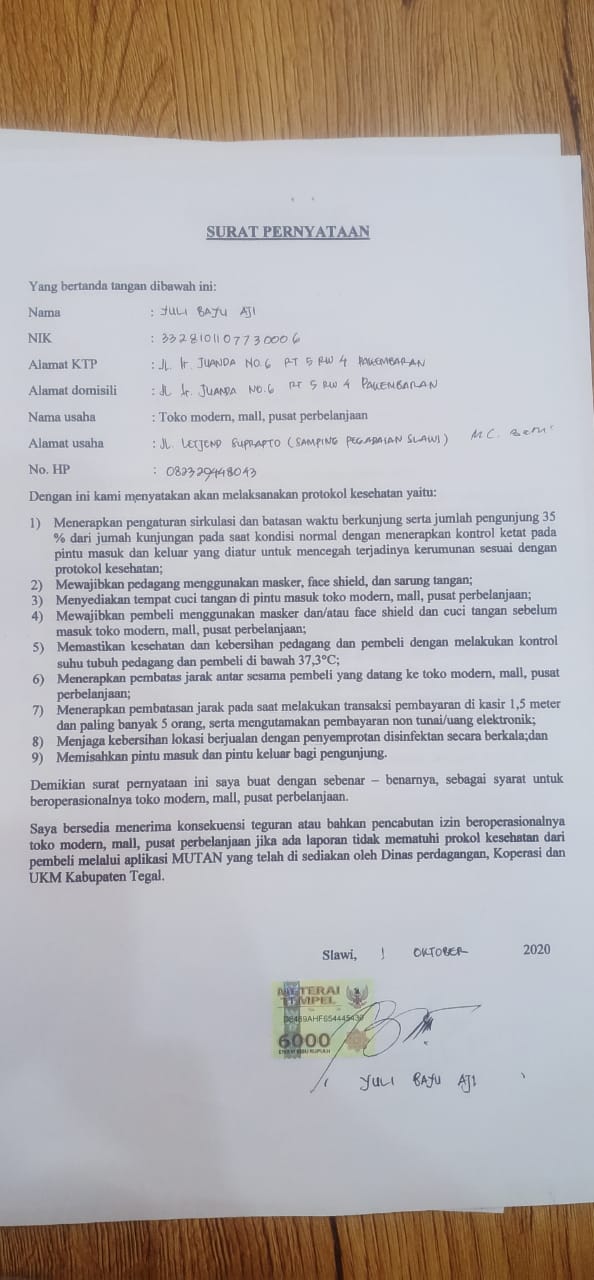 SURAT PERNYATAAN
Yang bertanda tangan dibawah ini:
Nama : YULI BAYU AJI
NIK : 3328101107730006
Alamat KTP : JL. Ir. JUANDA NO.6 RT 5 RW 4 PAKEMBARAN
Alamat domisili : JL Ir. JUANDA NO.6 RT 5 RW 4 PAKEMBARAN
Nama usaha : Toko modern, mall, pusat perbelanjaan
Alamat usaha : JL. LETJEND SUPRAPTO (SAMPING PEGADAIAN SLAWI) M.C.
No. HP : 082329448043
Dengan ini kami menyatakan akan melaksanakan protokol kesehatan yaitu:
1) Menerapkan pengaturan sirkulasi dan batasan waktu berkunjung serta jumlah pengunjung 35
% dari jumah kunjungan pada saat kondisi normal dengan menerapkan kontrol ketat pada
pintu masuk dan keluar yang diatur untuk mencegah terjadinya kerumunan sesuai dengan
protokol kesehatan;
2) Mewajibkan pedagang menggunakan masker, face shield, dan sarung tangan;
3) Menyediakan tempat cuci tangan di pintu masuk toko modern, mall, pusat perbelanjaan;
4) Mewajibkan pembeli menggunakan masker dan/atau face shield dan cuci tangan sebelum
masuk toko modern, mall, pusat perbelanjaan;
5) Memastikan kesehatan dan kebersihan pedagang dan pembeli dengan melakukan kontrol
suhu tubuh pedagang dan pembeli di bawah 37,3°C;
6) Menerapkan pembatas jarak antar sesama pembeli yang datang ke toko modern, mall, pusat
perbelanjaan;
7) Menerapkan pembatasan jarak pada saat melakukan transaksi pembayaran di kasir 1,5 meter
dan paling banyak 5 orang, serta mengutamakan pembayaran non tunai/uang elektronik;
8) Menjaga kebersihan lokasi berjualan dengan penyemprotan disinfektan secara berkala;dan
9) Memisahkan pintu masuk dan pintu keluar bagi pengunjung.
Demikian surat pernyataan ini saya buat dengan sebenar – benarnya, sebagai syarat untuk
beroperasionalnya toko modern, mall, pusat perbelanjaan.
Saya bersedia menerima konsekuensi teguran atau bahkan pencabutan izin beroperasionalnya
toko modern, mall, pusat perbelanjaan jika ada laporan tidak mematuhi prokol kesehatan dari
pembeli melalui aplikasi MUTAN yang telah di sediakan oleh Dinas perdagangan, Koperasi dan
UKM Kabupaten Tegal.
Slawi, 1 OKTOBER 2020
METERAI
TEMPEL
6000
ENAM RIBU RUPIAH
YULI BAYU AJI